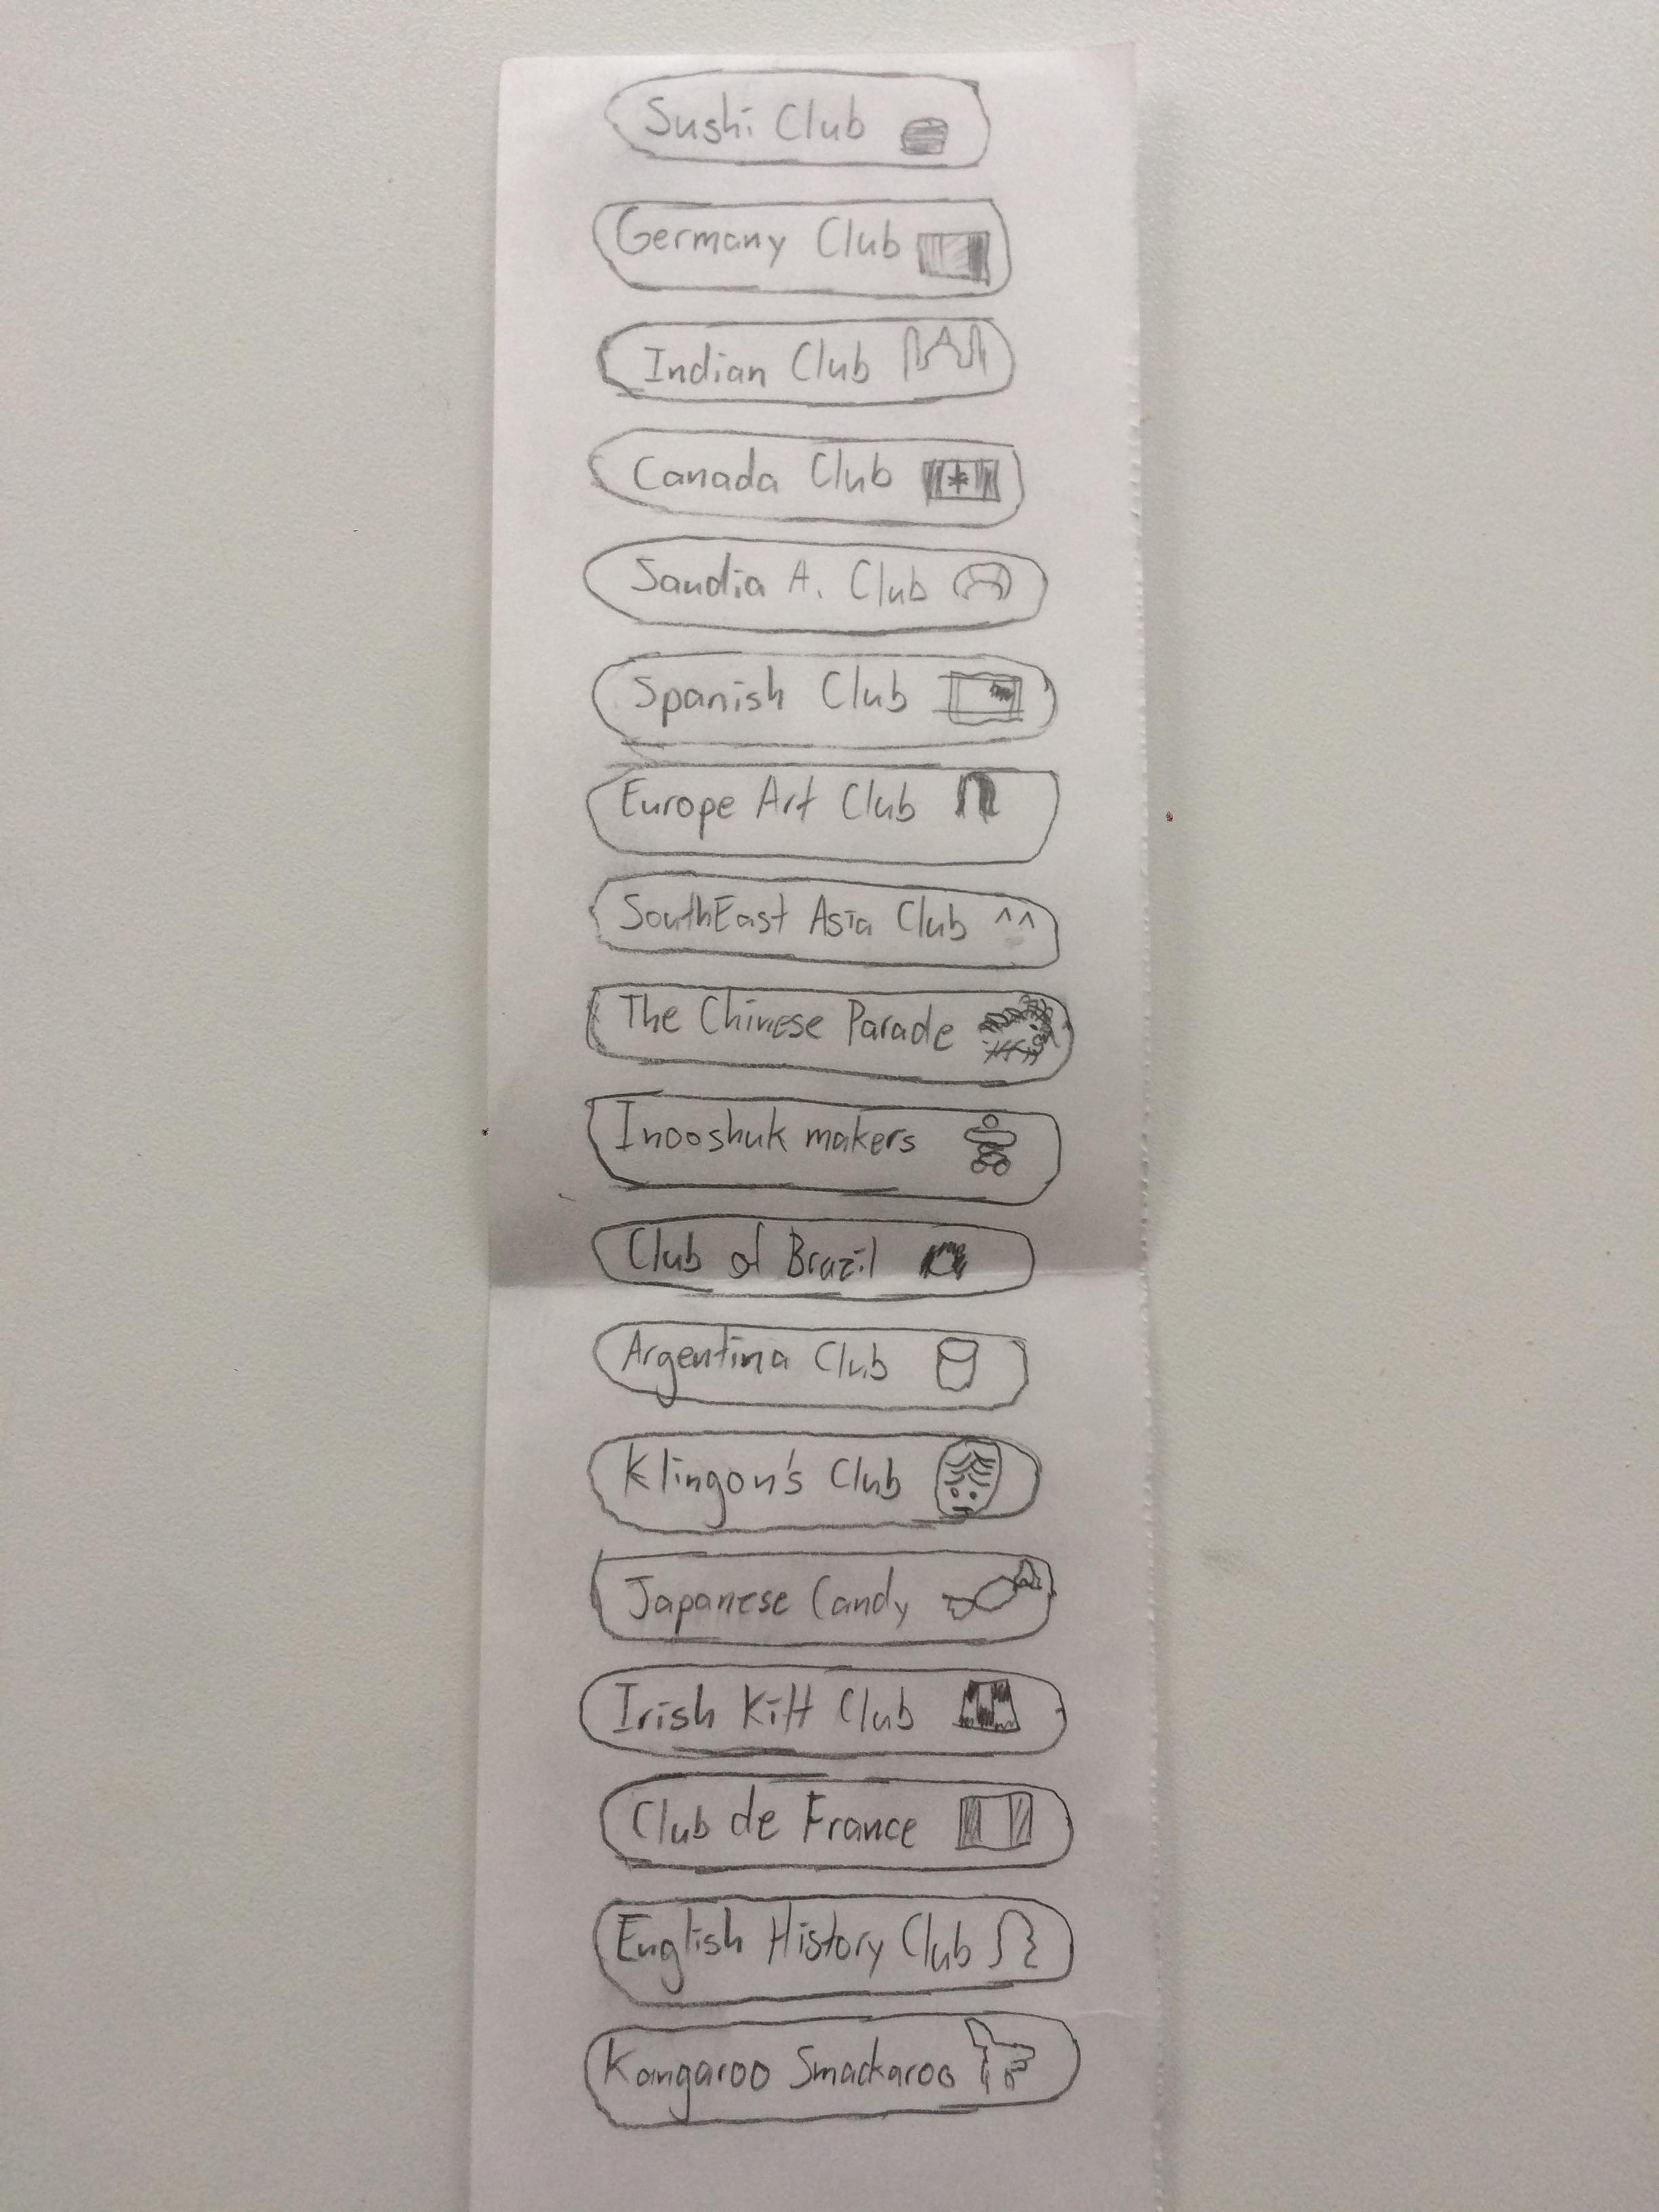 Sushi Club
Germany Club
Indian Club
Canada Club
Saudia A. Club
Spanish Club
Europe Art Club
SouthEast Asia Club ^^
The Chinese Parade
Inooshuk makers
Club of Brazil
Argentina Club
Klingon's Club
Japanese Candy
Irish Kilt Club
Club de France
English History Club
Kangaroo Smackaroo